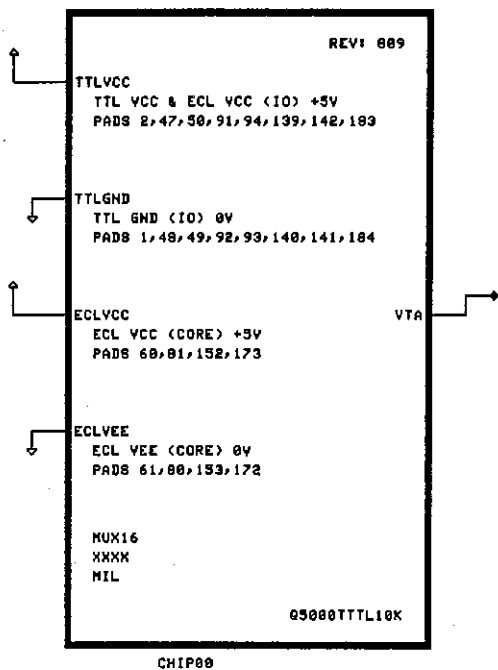 REV: 809
TTLVCC
TTL VCC & ECL VCC (IO) +5V
PADS 2,47,50,91,94,139,142,183
TTLGND
TTL GND (IO) 0V
PADS 1,48,49,92,93,140,141,184
ECLVCC
ECL VCC (CORE) +5V
PADS 60,81,152,173
VTA
ECLVEE
ECL VEE (CORE) 0V
PADS 61,80,153,172
MUX16
XXXX
MIL
Q5000TTTL10K
CHIP00